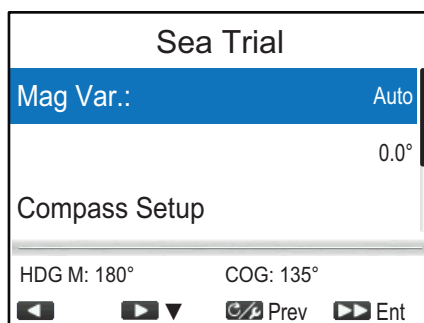 Sea Trial
Mag Var.: Auto
0.0°
Compass Setup
HDG M: 180° COG: 135°
Prev Ent